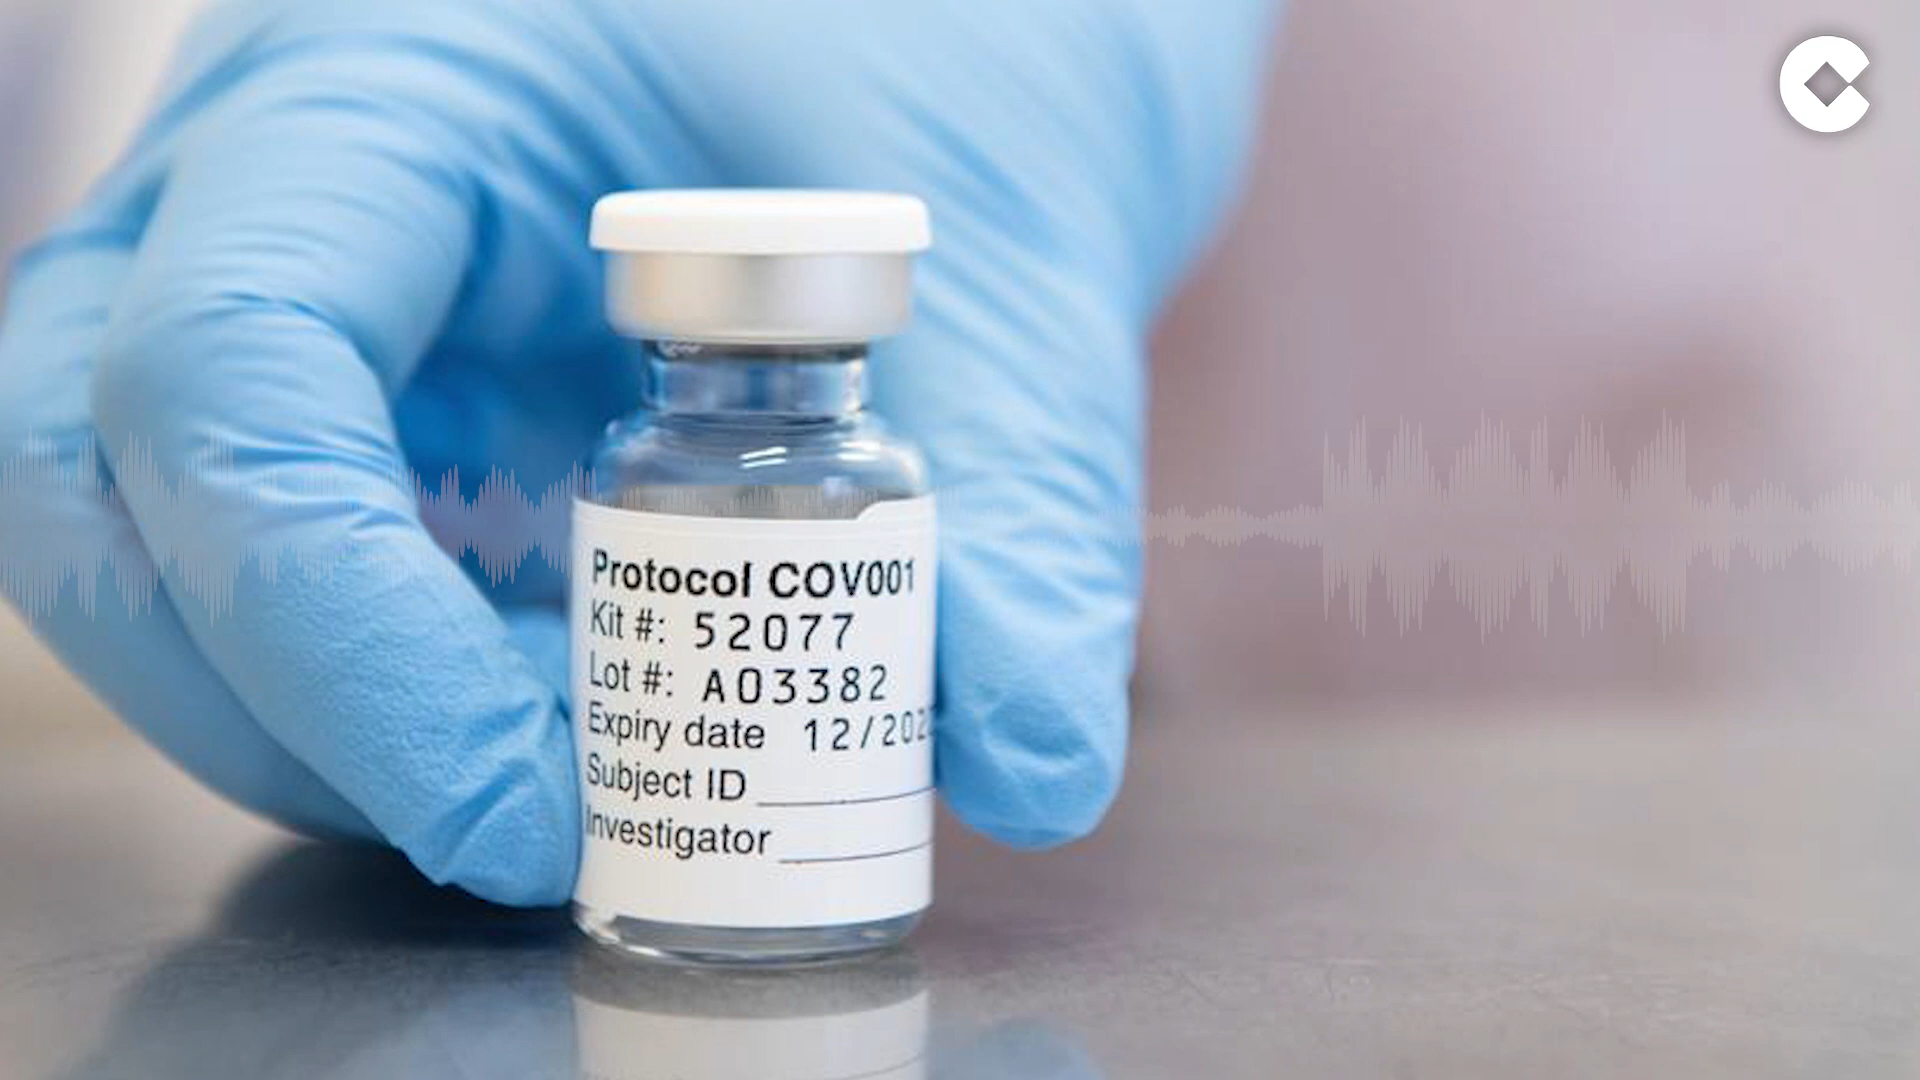 Protocol COV001
Kit #: 52077
Lot #: A03382
Expiry date 12/202
Subject ID
Investigator